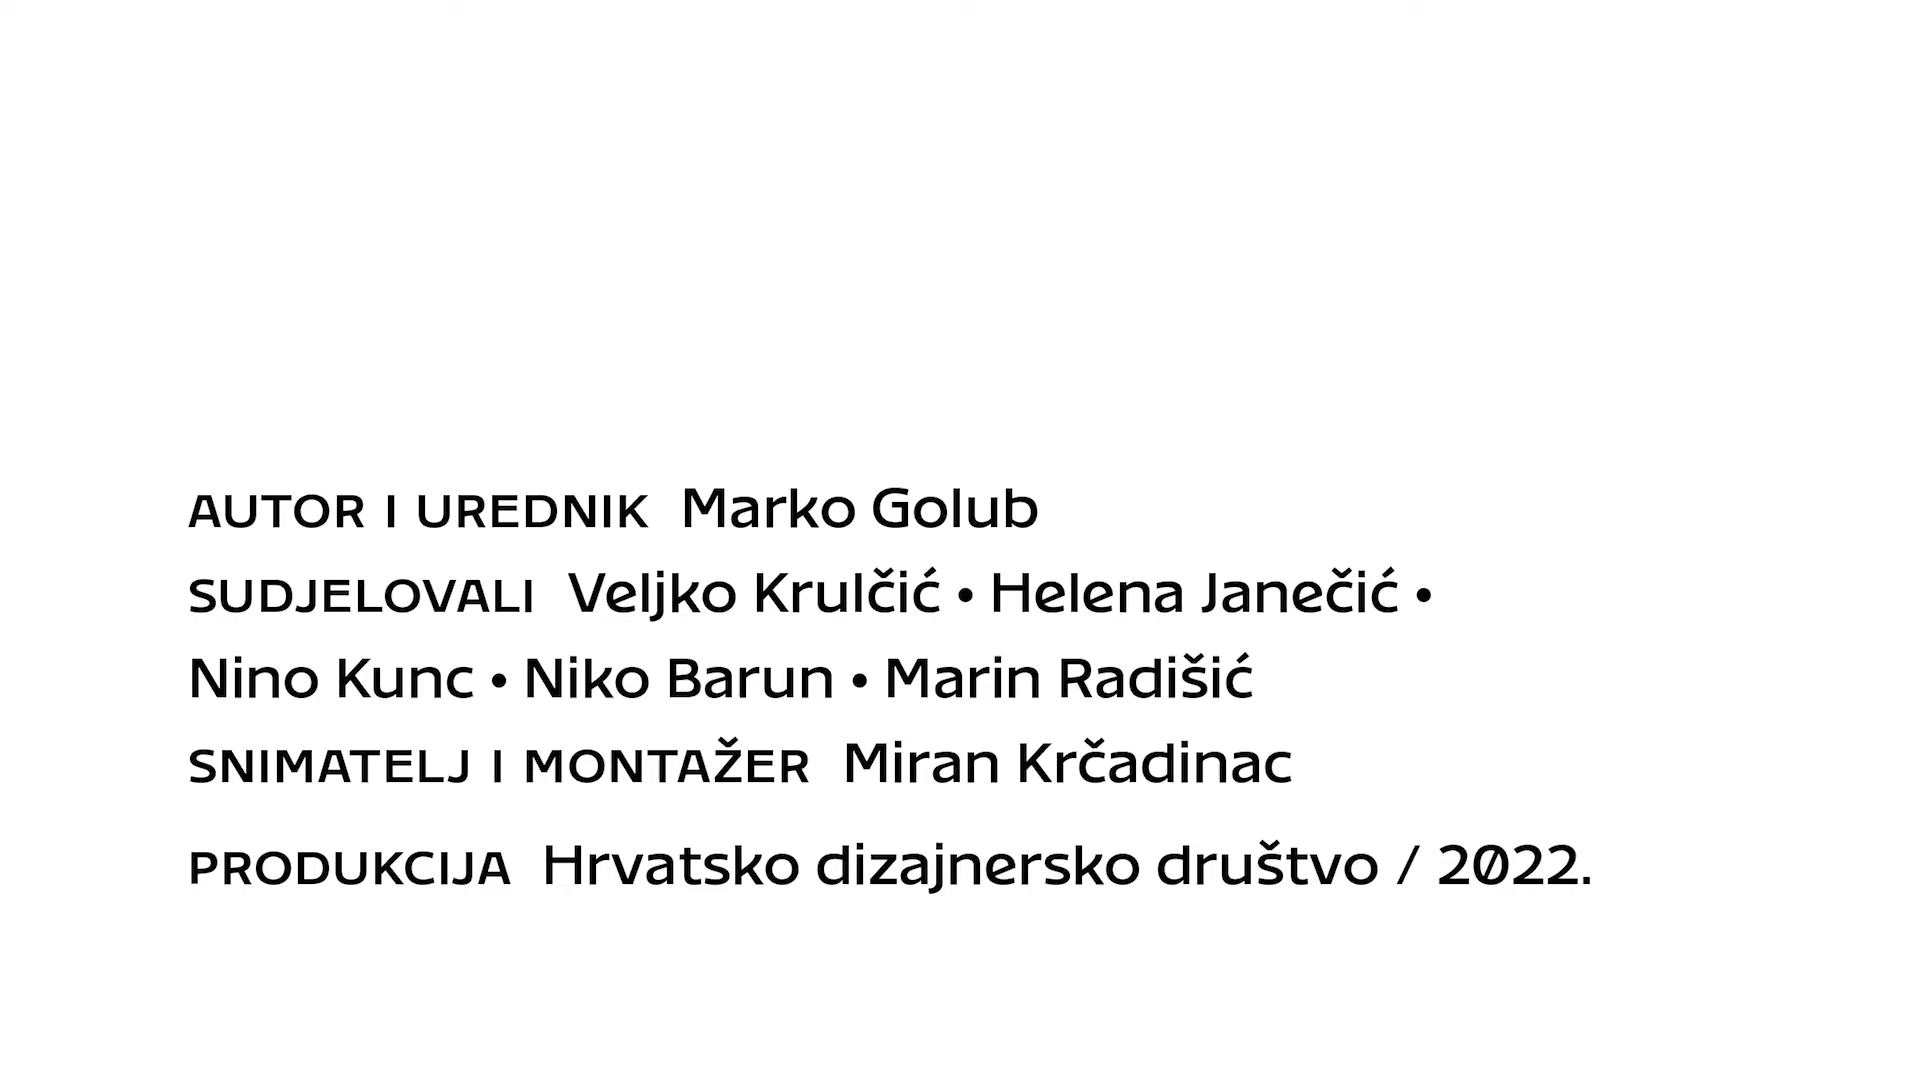 AUTOR I UREDNIK Marko Golub
SUDJELOVALI Veljko Krulčić • Helena Janečić •
Nino Kunc • Niko Barun • Marin Radišić
SNIMATELJ I MONTAŽER Miran Krčadinac
PRODUKCIJA Hrvatsko dizajnersko društvo / 2022.